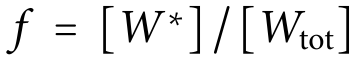 f = [W*]/[W_tot]